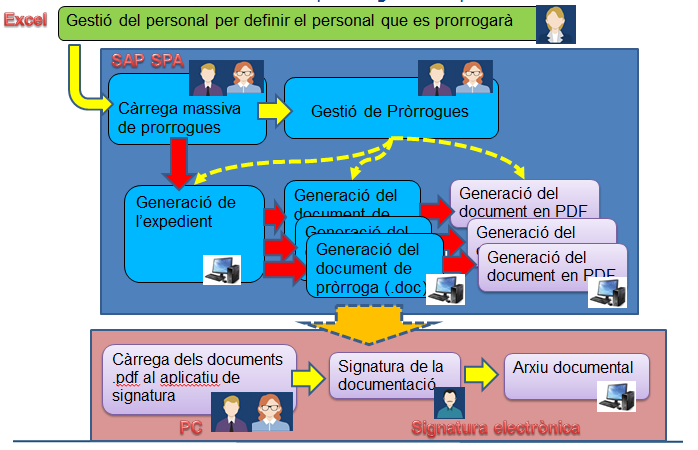 Excel
Gestió del personal per definir el personal que es prorrogarà
SAP SPA
Càrrega massiva
de prorrogues
Gestió de Pròrrogues
Generació de
l'expedient
Generació del
document de
Generació del
Generació del
document de
pròrroga (.doc)
Generació del
document en PDF
Generació del
Generació del
document en PDF
Càrrega dels documents
.pdf al aplicatiu de
signatura
Signatura de la
documentació
Arxiu documental
PC
Signatura electrònica